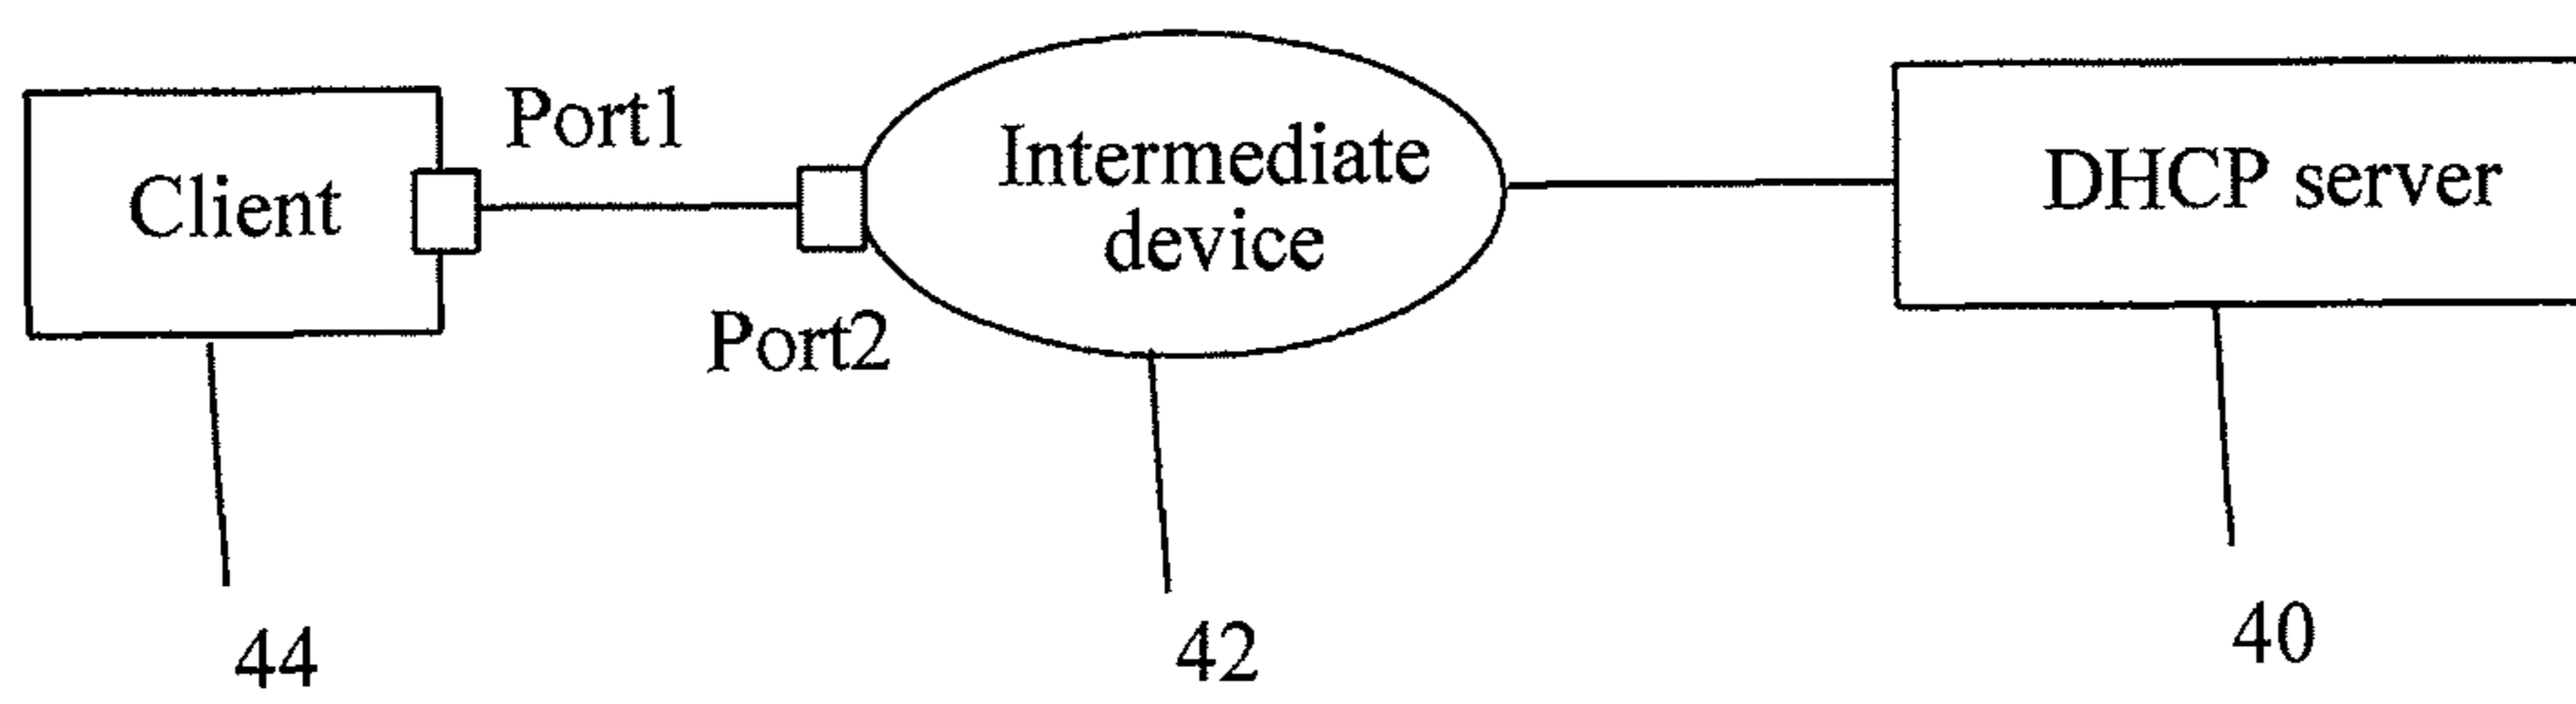 Port1
Client
Intermediate
device
DHCP server
Port2
44
42
40